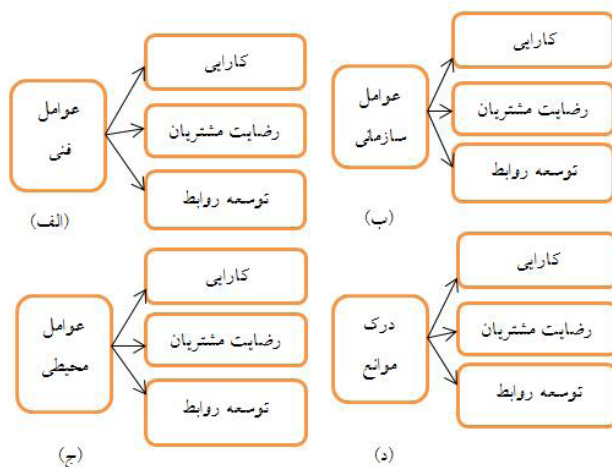 عوامل
فنی
کارایی
رضایت مشتریان
توسعه روابط
(الف)
عوامل
سازمانی
کارایی
رضایت مشتریان
توسعه روابط
(ب)
عوامل
محیطی
کارایی
رضایت مشتریان
توسعه روابط
(ج)
درک
موانع
کارایی
رضایت مشتریان
توسعه روابط
(د)